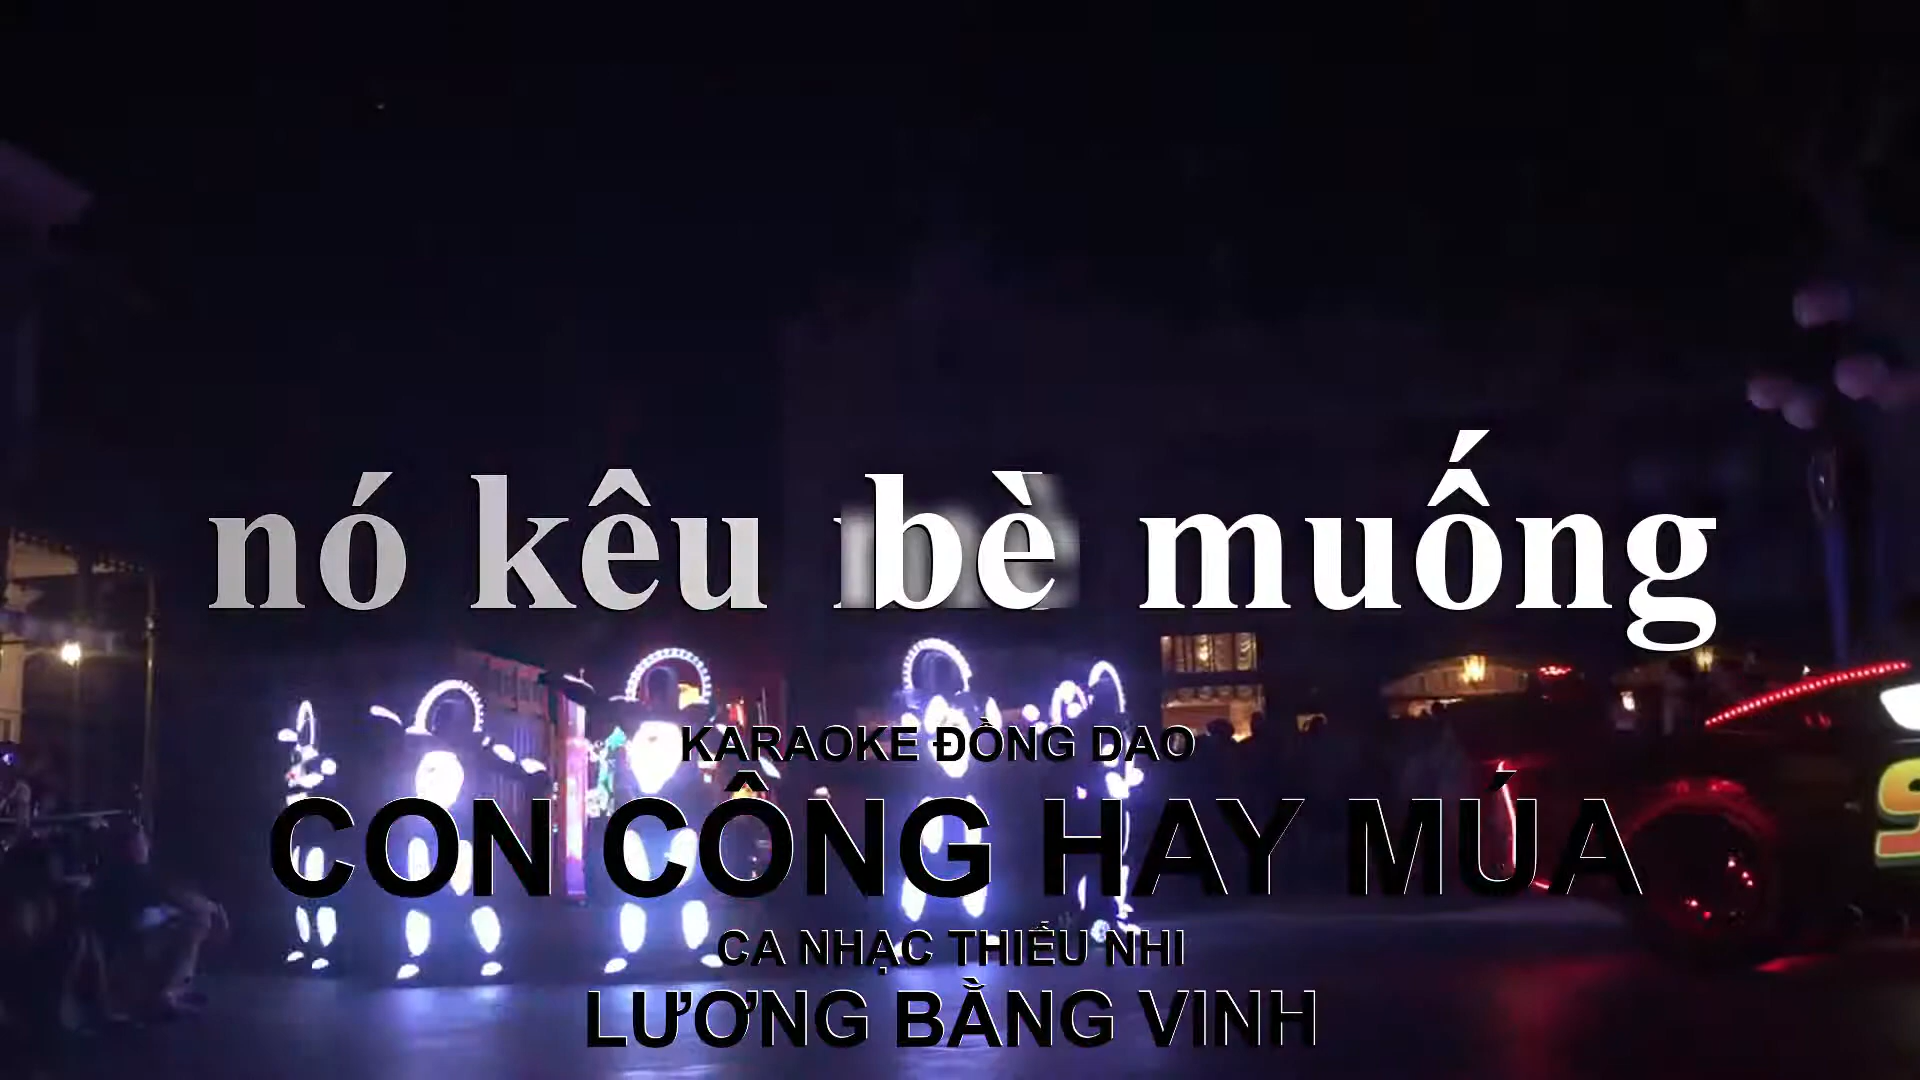 nó kêu bè muống
KARAOKE ĐỒNG DAO
CON CÔNG HAY MÚA
CA NHẠC THIẾU NHI
LƯƠNG BẰNG VINH